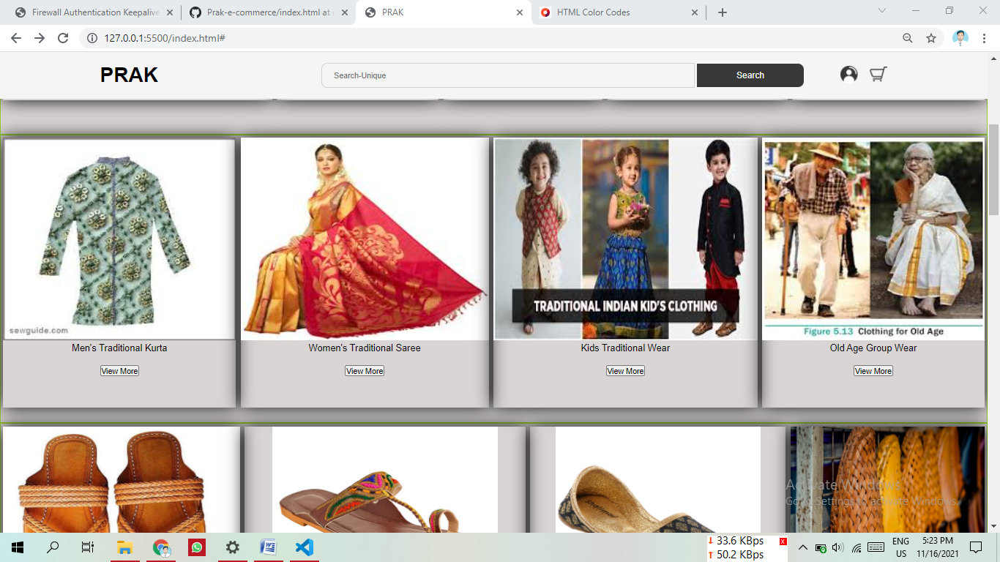 Firewall Authentication Keepalive
Prak-e-commerce/index.html at
PRAK
HTML Color Codes
127.0.0.1:5500/index.html#
PRAK
Search-Unique
Search
sewguide.com
TRADITIONAL INDIAN KID'S CLOTHING
Figure 5.13 Clothing for Old Age
Men's Traditional Kurta
Women's Traditional Saree
Kids Traditional Wear
Old Age Group Wear
View More
View More
View More
View More
Activate Windows
Go to Settings to activate Windows.
33.6 KBps
50.2 KBps
ENG
US
5:23 PM
11/16/2021